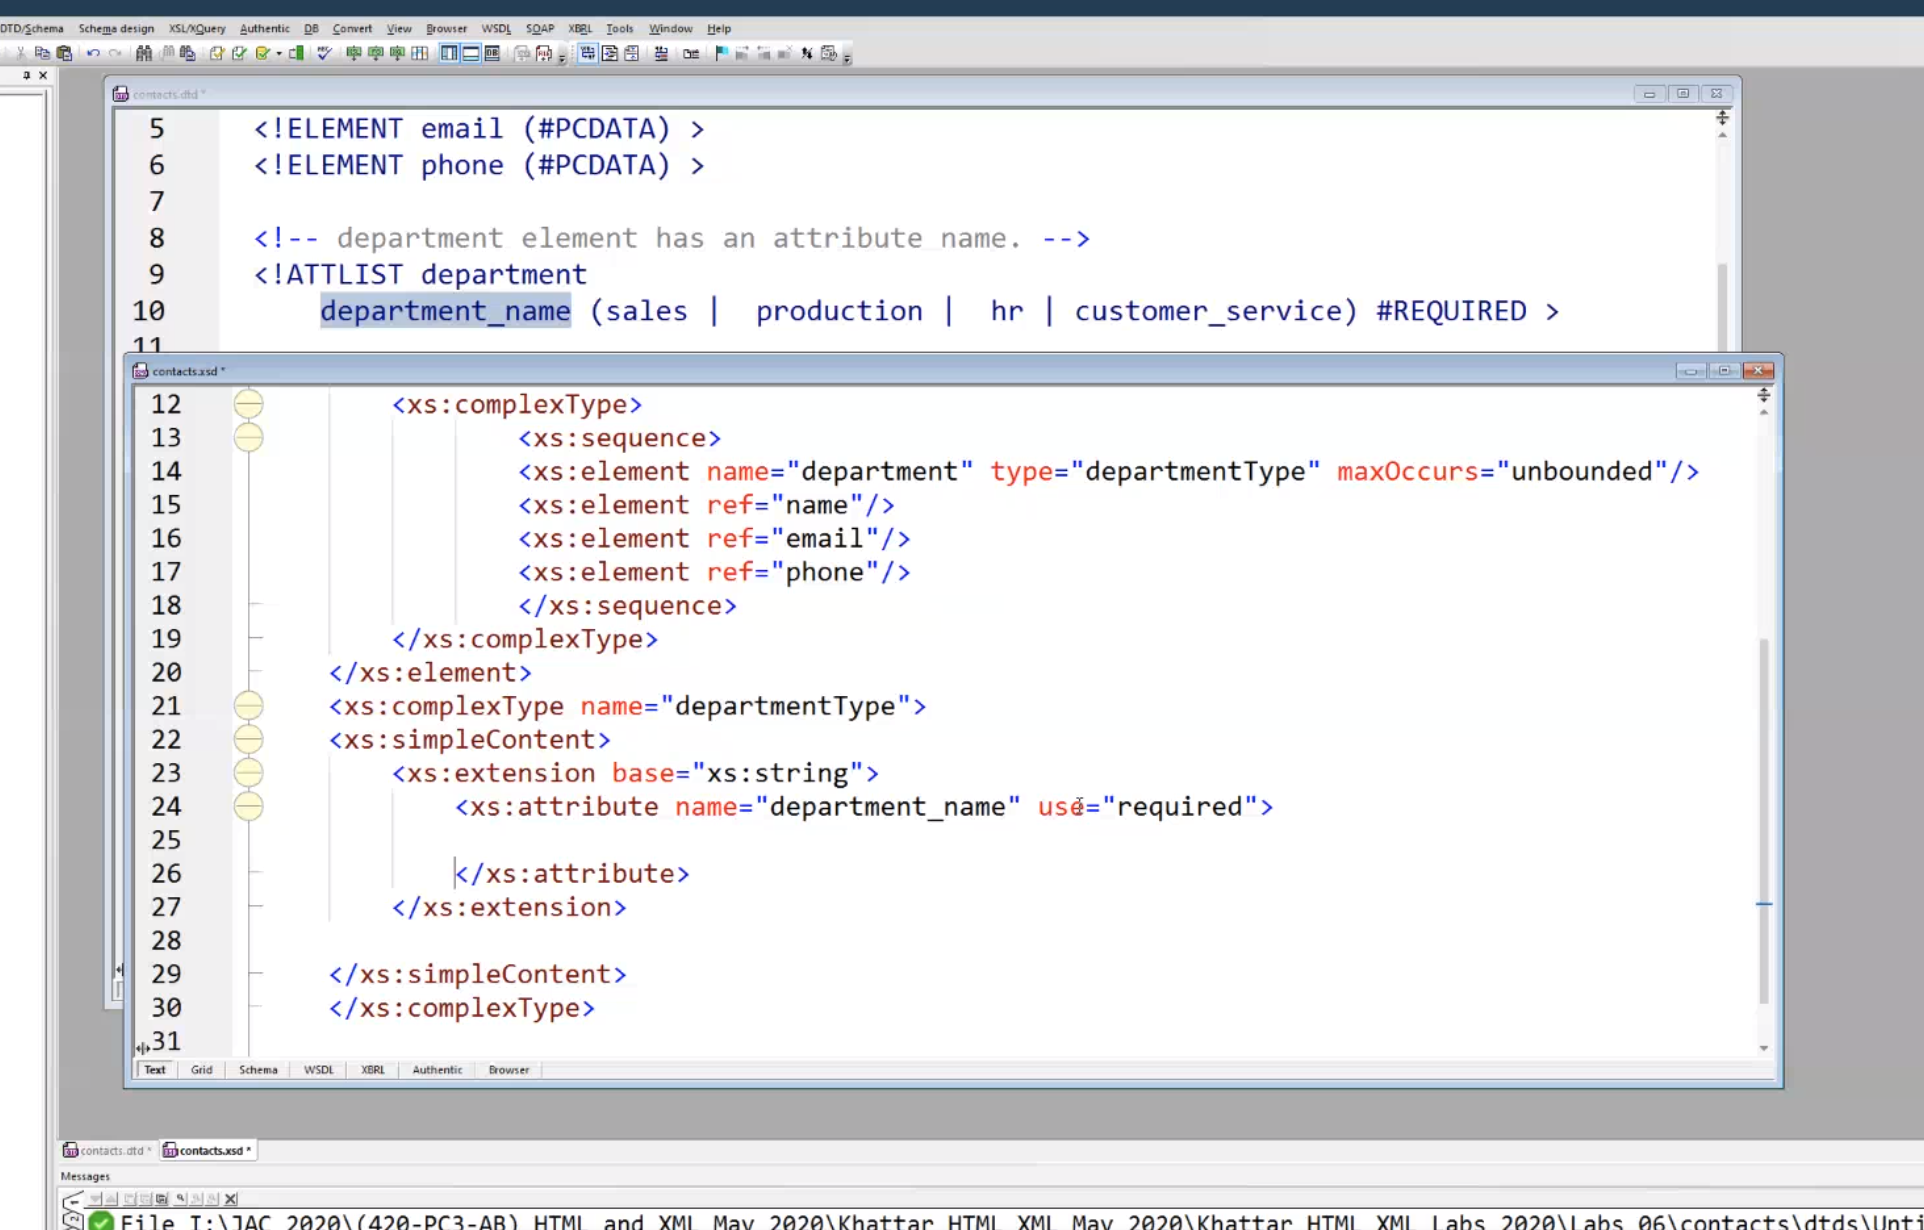 DTD/Schema Schema design XSL/XQuery Authentic DB Convert View Browser WSDL SOAP XBRL Tools Window Help
contacts.dtd *
5 <!ELEMENT email (#PCDATA) >
6 <!ELEMENT phone (#PCDATA) >
7
8 <!-- department element has an attribute name. -->
9 <!ATTLIST department
10 department_name (sales | production | hr | customer_service) #REQUIRED >
11
contacts.xsd *
12 <xs:complexType>
13 <xs:sequence>
14 <xs:element name="department" type="departmentType" maxOccurs="unbounded"/>
15 <xs:element ref="name"/>
16 <xs:element ref="email"/>
17 <xs:element ref="phone"/>
18 </xs:sequence>
19 </xs:complexType>
20 </xs:element>
21 <xs:complexType name="departmentType">
22 <xs:simpleContent>
23 <xs:extension base="xs:string">
24 <xs:attribute name="department_name" use="required">
25
26 </xs:attribute>
27 </xs:extension>
28
29 </xs:simpleContent>
30 </xs:complexType>
31
Text Grid Schema WSDL XBRL Authentic Browser
contacts.dtd * contacts.xsd *
Messages
File I:\JAC 2020\(420-PC3-AB) HTML and XML May 2020\Khattar HTML XML May 2020\Khattar HTML XML Labs 2020\Labs 06\contacts\dtds\Unti